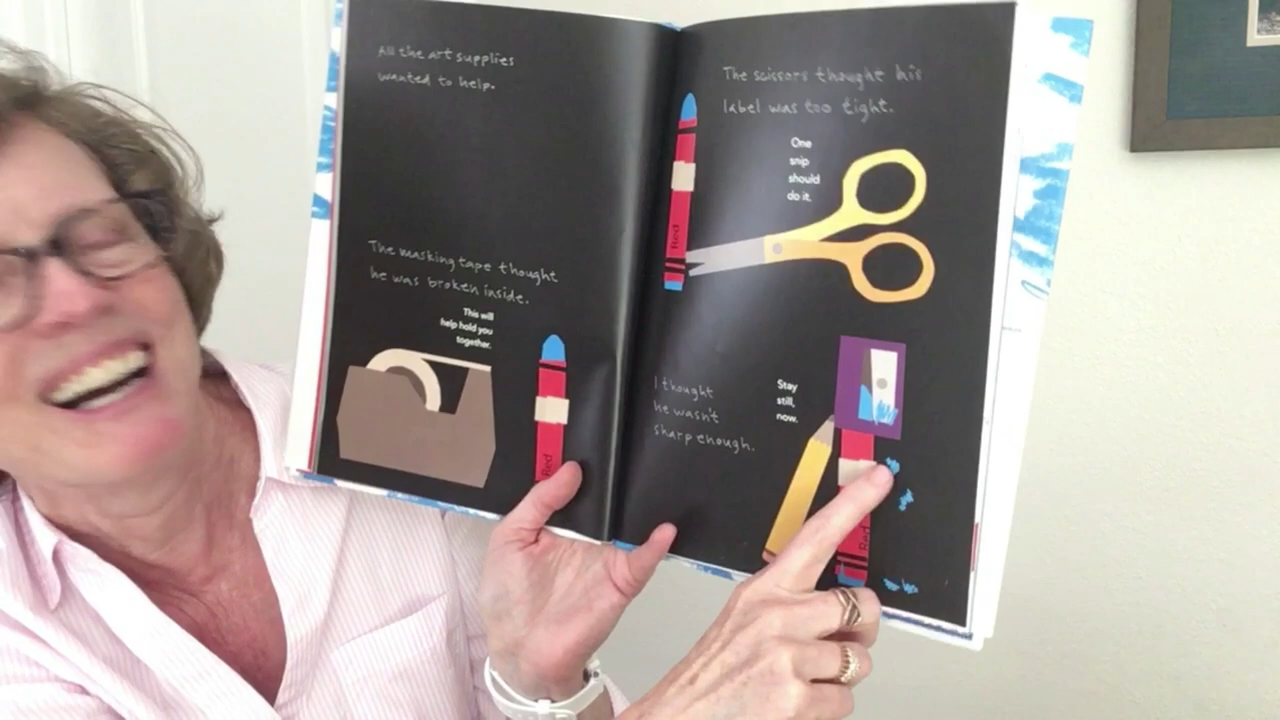 All the art supplies
wanted to help.
The masking tape thought
he was broken inside.
This will
help hold you
together.
Red
The scissors thought his
label was too tight.
One
snip
should
do it.
Red
I thought
he wasn't
sharp enough.
Stay
still,
now.
Red